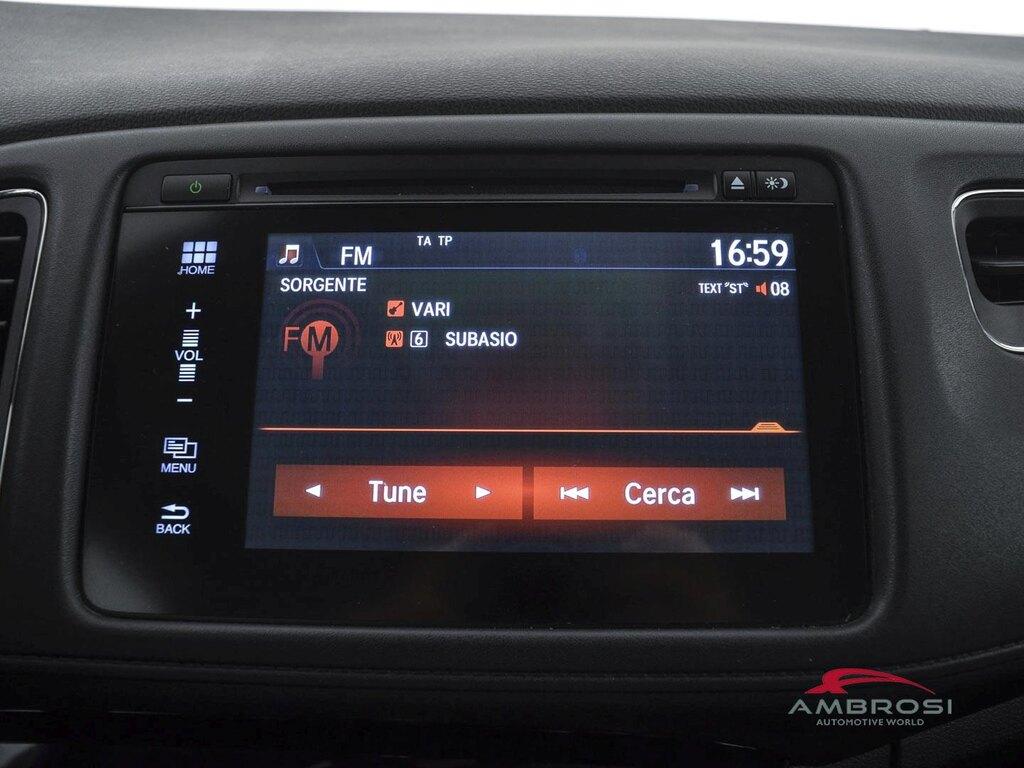 HOME
+
VOL
−
MENU
BACK
TA TP
FM
16:59
SORGENTE
TEXT "ST" 08
FM
VARI
6 SUBASIO
Tune
Cerca
AMBROSI
AUTOMOTIVE WORLD